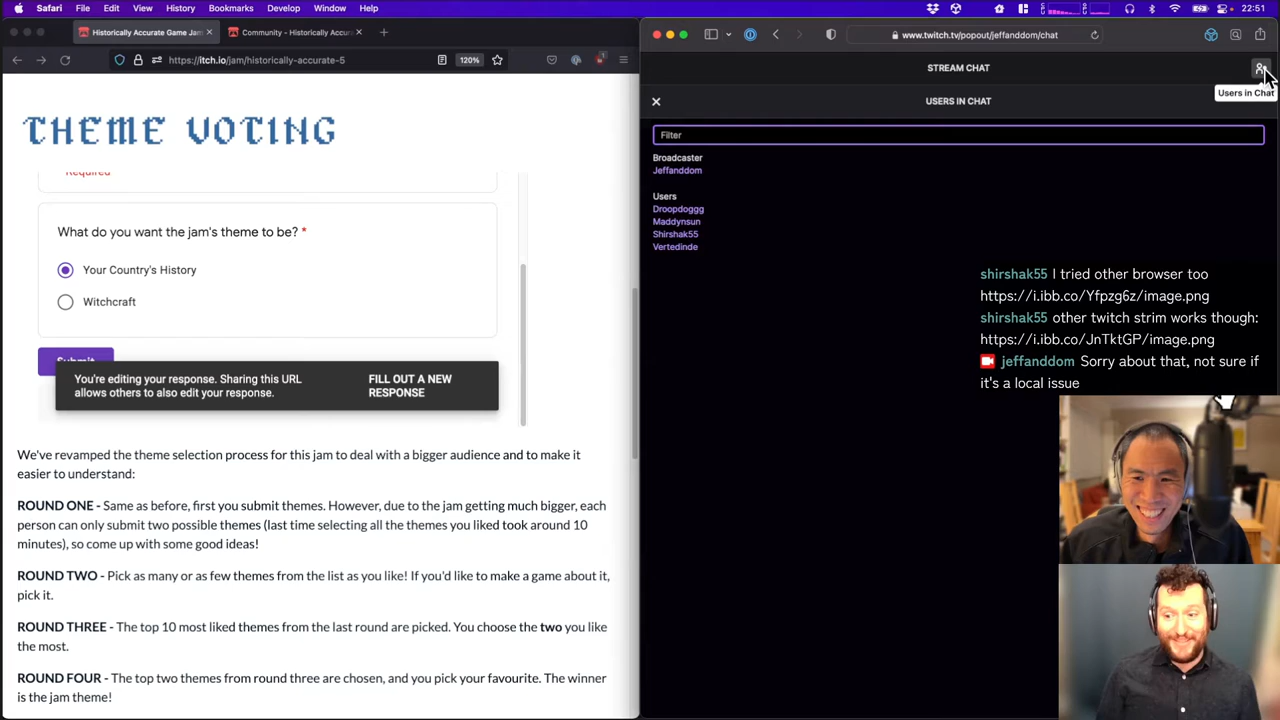 Safari File Edit View History Bookmarks Develop Window Help
22:51
Historically Accurate Game Jam
Community - Historically Accura
https://itch.io/jam/historically-accurate-5
120%
THEME VOTING
Required
What do you want the jam's theme to be? *
Your Country's History
Witchcraft
Submit
You're editing your response. Sharing this URL
allows others to also edit your response.
FILL OUT A NEW
RESPONSE
We've revamped the theme selection process for this jam to deal with a bigger audience and to make it
easier to understand:
ROUND ONE - Same as before, first you submit themes. However, due to the jam getting much bigger, each
person can only submit two possible themes (last time selecting all the themes you liked took around 10
minutes), so come up with some good ideas!
ROUND TWO - Pick as many or as few themes from the list as you like! If you'd like to make a game about it,
pick it.
ROUND THREE - The top 10 most liked themes from the last round are picked. You choose the two you like
the most.
ROUND FOUR - The top two themes from round three are chosen, and you pick your favourite. The winner
is the jam theme!
www.twitch.tv/popout/jeffanddom/chat
STREAM CHAT
Users in Chat
USERS IN CHAT
Filter
Broadcaster
Jeffanddom
Users
Droopdoggg
Maddynsun
Shirshak55
Vertedinde
shirshak55 I tried other browser too
https://i.ibb.co/Yfpzg6z/image.png
shirshak55 other twitch strim works though:
https://i.ibb.co/JnTktGP/image.png
jeffanddom Sorry about that, not sure if
it's a local issue